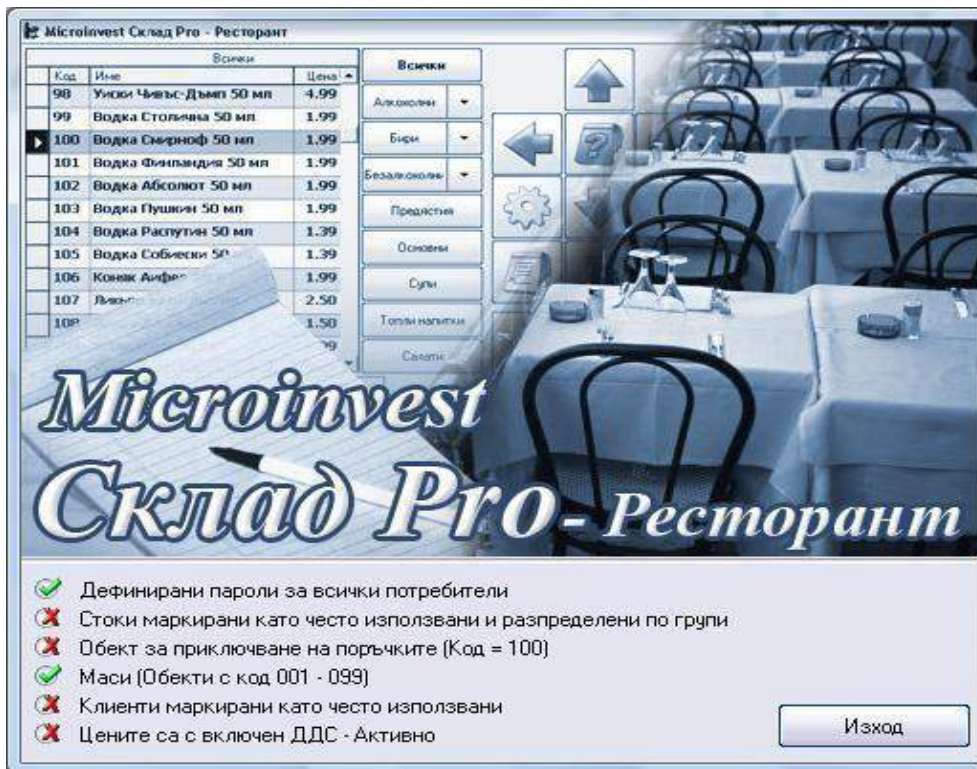 Microinvest Склад Pro - Ресторант
Всички
Код Име Цена
98 Уиски Чивъс-Дъмп 50 мл 4.99
99 Водка Столична 50 мл 1.99
100 Водка Смирноф 50 мл 1.99
101 Водка Финландия 50 мл 1.99
102 Водка Абсолют 50 мл 1.99
103 Водка Пушкин 50 мл 1.99
104 Водка Распутин 50 мл 1.39
105 Водка Собиески 50 1.39
106 Коняк 1.99
107 2.50
108 1.50
99
Всички
Алкохолни
Бири
Безалкохолни
Предястия
Основни
Супи
Топли напитки
Салати
Microinvest
Склад Pro - Ресторант
Дефинирани пароли за всички потребители
Стоки маркирани като често използвани и разпределени по групи
Обект за приключване на поръчките (Код = 100)
Маси (Обекти с код 001 - 099)
Клиенти маркирани като често използвани
Цените са с включен ДДС - Активно
Изход